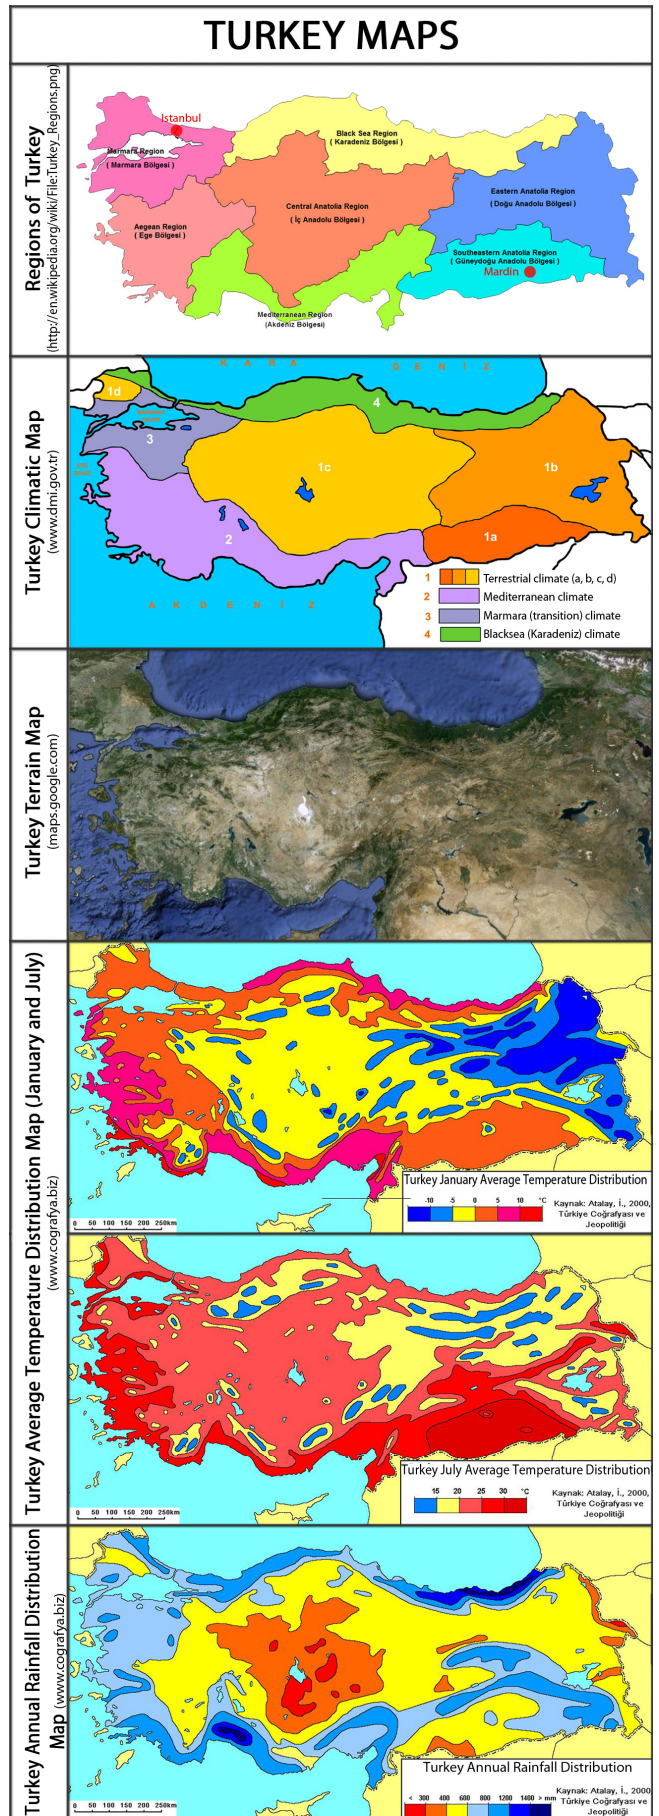 TURKEY MAPS
Regions of Turkey
(http://en.wikipedia.org/wiki/File:Turkey_Regions.png)
Istanbul
Marmara Region
( Marmara Bölgesi )
Black Sea Region
( Karadeniz Bölgesi )
Central Anatolia Region
( İç Anadolu Bölgesi )
Eastern Anatolia Region
( Doğu Anadolu Bölgesi )
Aegean Region
( Ege Bölgesi )
Southeastern Anatolia Region
( Güneydoğu Anadolu Bölgesi )
Mardin
Mediterranean Region
(Akdeniz Bölgesi)
Turkey Climatic Map
(www.dmi.gov.tr)
K A R A D E N İ Z
1d
4
3
1c
1b
2
1a
A K D E N İ Z
1 Terrestrial climate (a, b, c, d)
2 Mediterranean climate
3 Marmara (transition) climate
4 Blacksea (Karadeniz) climate
Turkey Terrain Map
(maps.google.com)
Turkey Average Temperature Distribution Map (January and July)
(www.cografya.biz)
Turkey January Average Temperature Distribution
-10 -5 0 5 10 °C
Kaynak: Atalay, İ., 2000,
Türkiye Coğrafyası ve
Jeopolitiği
0 50 100 150 200 250km
Turkey July Average Temperature Distribution
15 20 25 30 °C
Kaynak: Atalay, İ., 2000,
Türkiye Coğrafyası ve
Jeopolitiği
0 50 100 150 200 250km
Turkey Annual Rainfall Distribution
Map (www.cografya.biz)
Turkey Annual Rainfall Distribution
< 300 400 600 800 1200 1400 > mm
Kaynak: Atalay, İ., 2000
Türkiye Coğrafyası ve
Jeopolitiği
0 50 100 150 200 250km